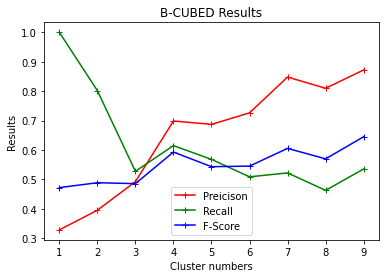 B-CUBED Results
Results
1.0
0.9
0.8
0.7
0.6
0.5
0.4
0.3
Preicison
Recall
F-Score
1 2 3 4 5 6 7 8 9
Cluster numbers